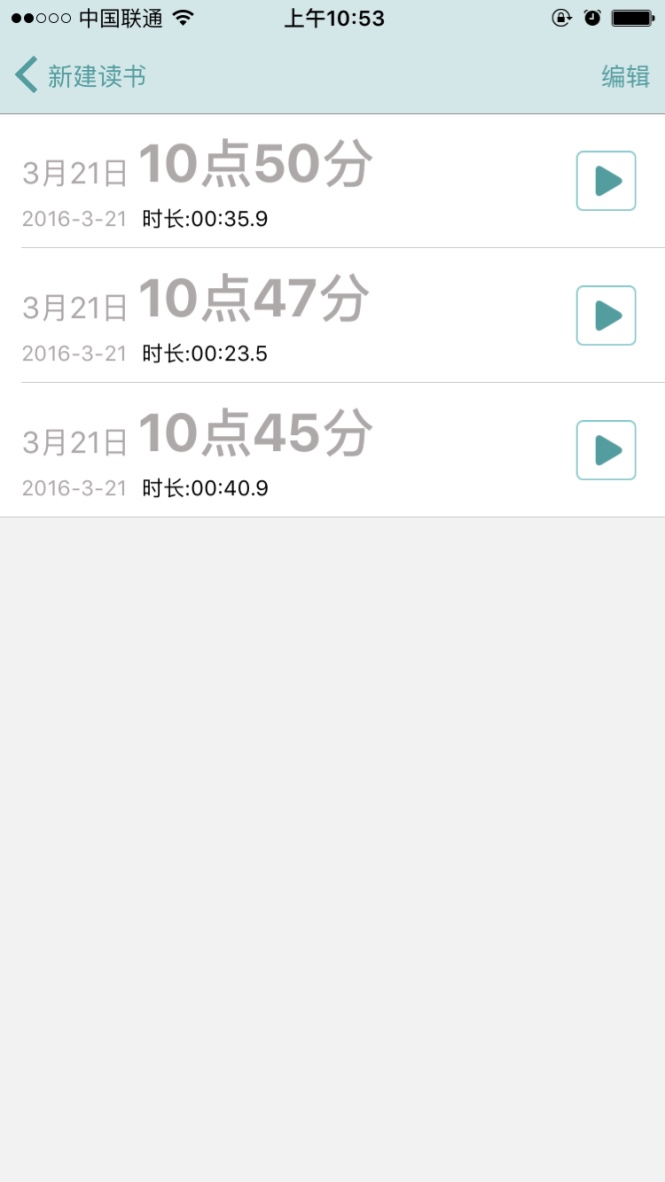 中国联通 上午10:53
新建读书 编辑
3月21日 10点50分
2016-3-21 时长:00:35.9
3月21日 10点47分
2016-3-21 时长:00:23.5
3月21日 10点45分
2016-3-21 时长:00:40.9